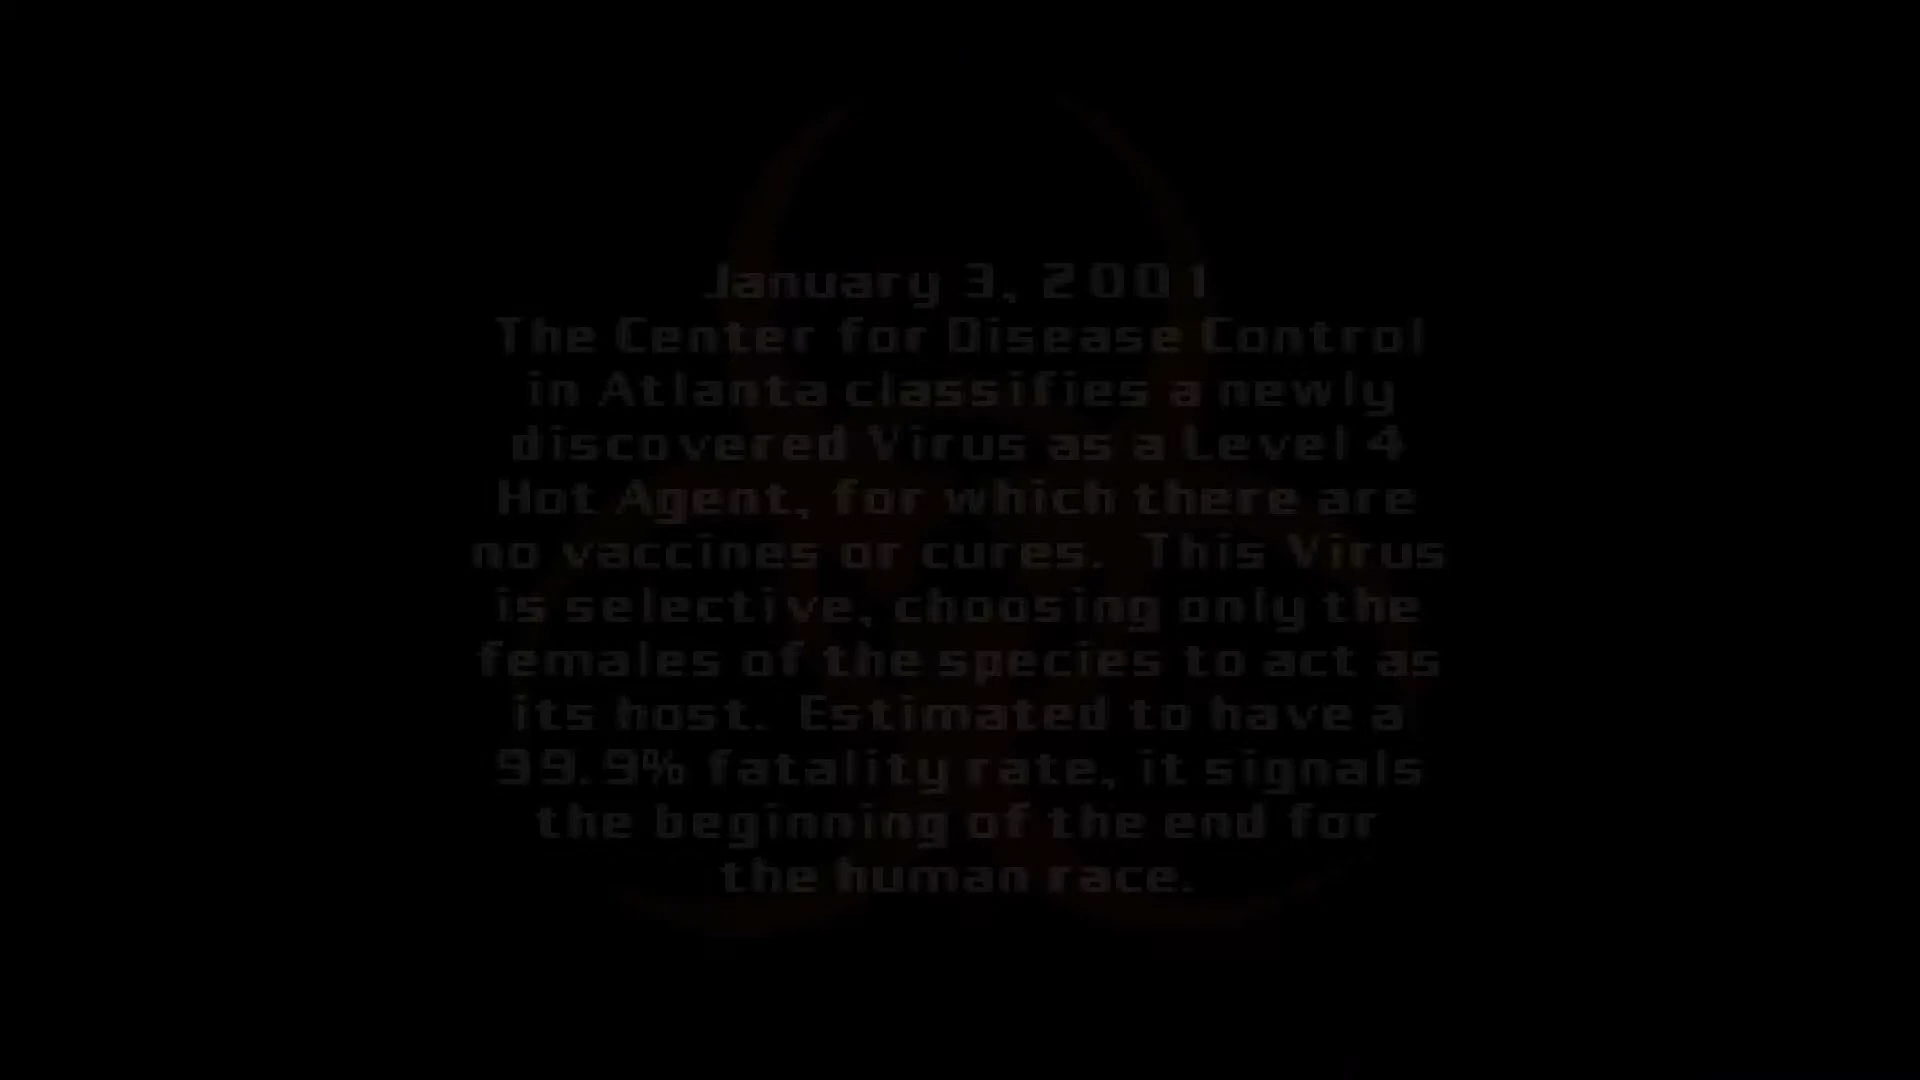 January 3, 2001
The Center for Disease Control
in Atlanta classifies a newly
discovered Virus as a Level 4
Hot Agent, for which there are
no vaccines or cures.  This Virus
is selective, choosing only the
females of the species to act as
its host.  Estimated to have a
99.9% fatality rate, it signals
the beginning of the end for
the human race.